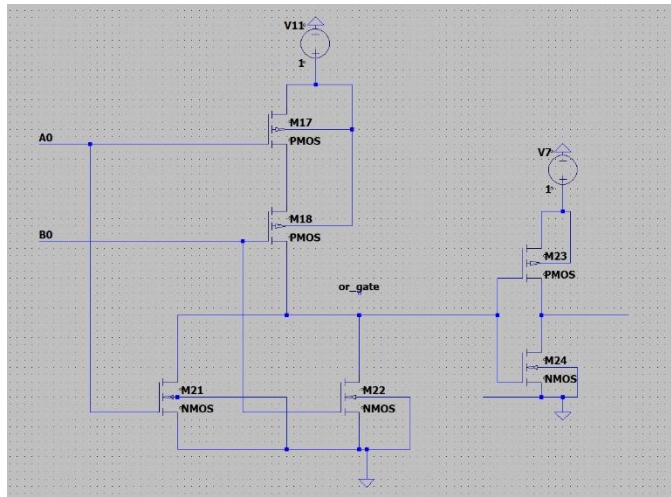 V11
1
M17
A0
PMOS
V7
1
M18
B0
PMOS
M23
PMOS
or_gate
M24
NMOS
M21
M22
NMOS
NMOS